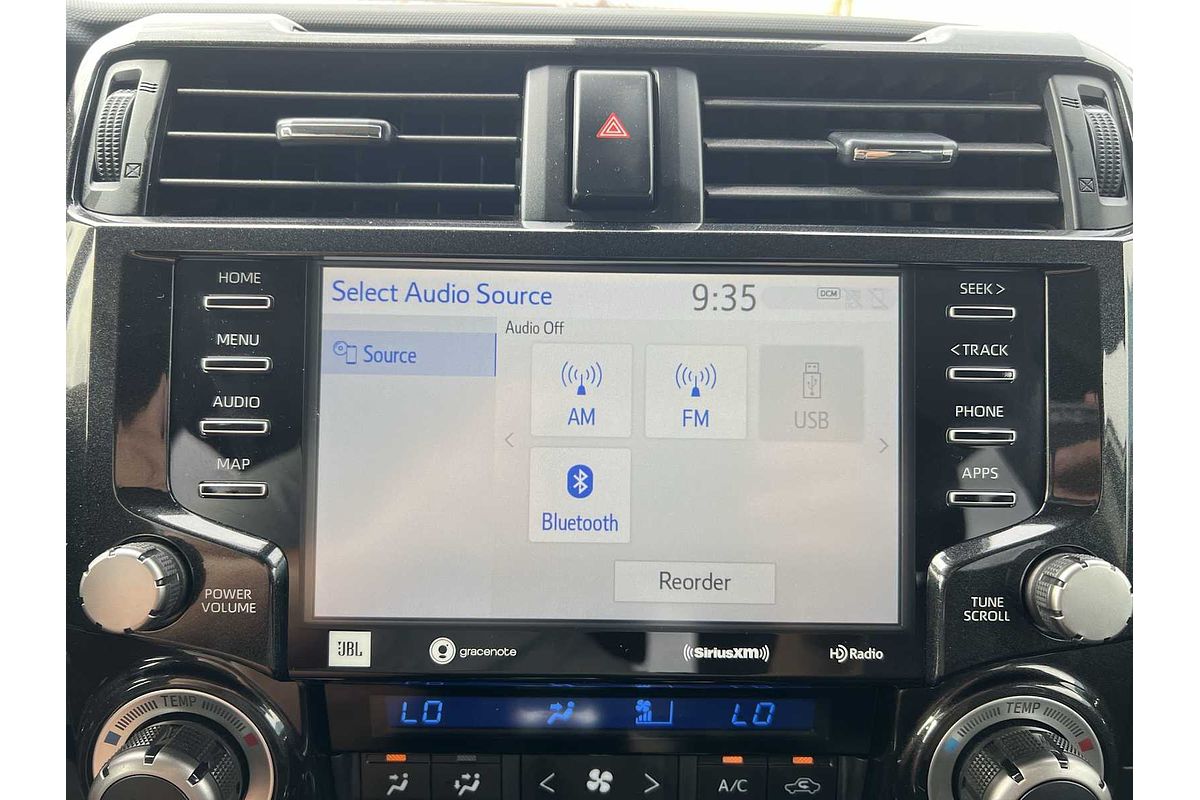 HOME
MENU
AUDIO
MAP
POWER
VOLUME
Select Audio Source
9:35
DCM
Source
Audio Off
AM
FM
USB
<
>
Bluetooth
Reorder
SEEK >
< TRACK
PHONE
APPS
TUNE
SCROLL
JBL
gracenote
((SiriusXM))
HD Radio
TEMP
LO
LO
TEMP
<
>
A/C